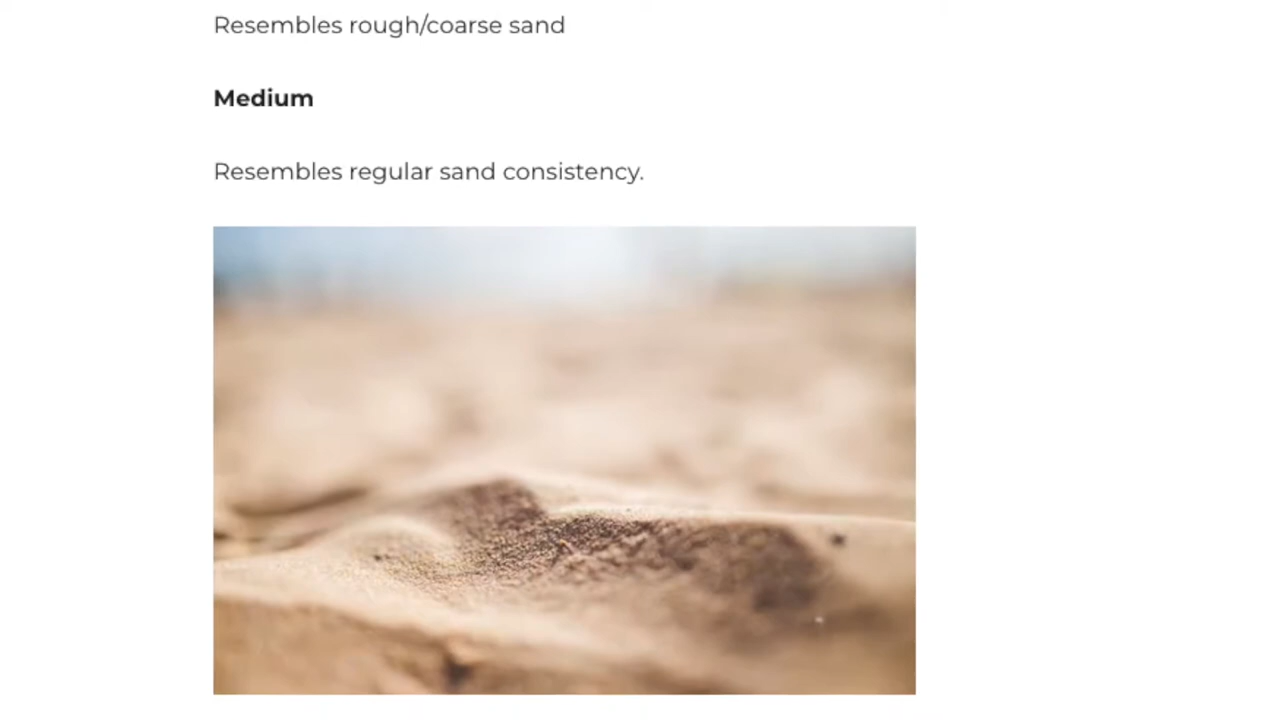 Resembles rough/coarse sand
Medium
Resembles regular sand consistency.